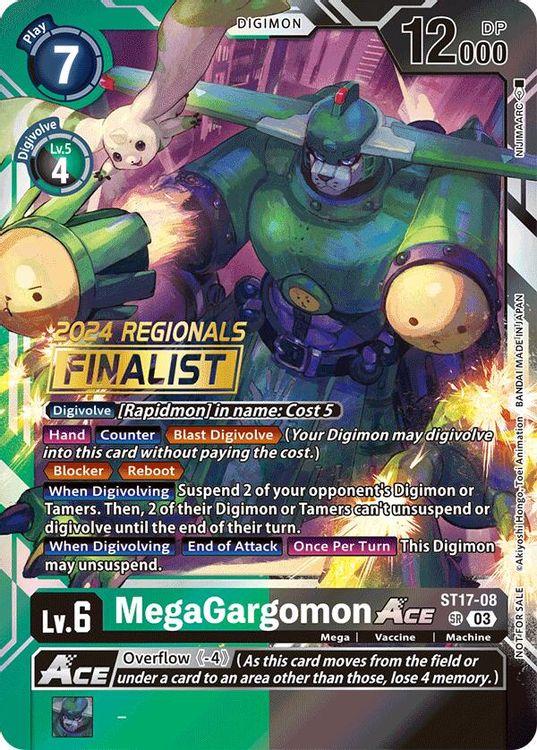 DIGIMON
Play
7
12000
DP
Digivolve
Lv.5
4
NIJIMAARC
2024 REGIONALS
FINALIST
Digivolve [Rapidmon] in name: Cost 5
Hand Counter Blast Digivolve (Your Digimon may digivolve
into this card without paying the cost.)
Blocker Reboot
When Digivolving Suspend 2 of your opponent's Digimon or
Tamers. Then, 2 of their Digimon or Tamers can't unsuspend or
digivolve until the end of their turn.
When Digivolving End of Attack Once Per Turn This Digimon
may unsuspend.
©Akiyoshi Hongo, Toei Animation BANDAI MADE IN JAPAN
NOT FOR SALE
Lv.6 MegaGargomon ACE
ST17-08
SR 03
Mega | Vaccine | Machine
ACE Overflow 《-4》 (As this card moves from the field or
under a card to an area other than those, lose 4 memory.)
–